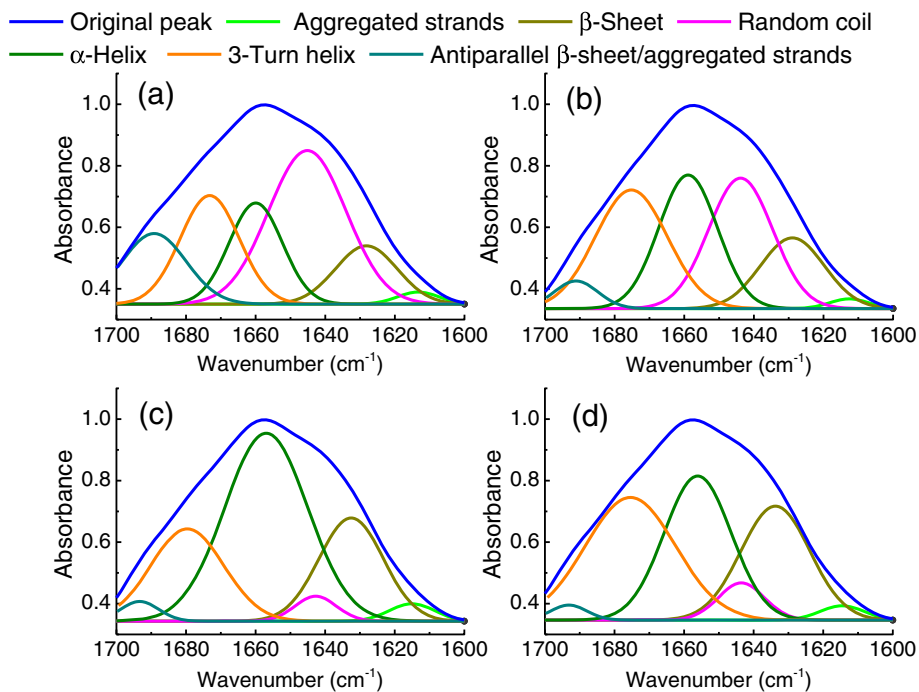 Original peak Aggregated strands β-Sheet Random coil
α-Helix 3-Turn helix Antiparallel β-sheet/aggregated strands
(a) (b)
1.0 1.0
0.8 0.8
0.6 0.6
0.4 0.4
Absorbance Absorbance
1700 1680 1660 1640 1620 1600 1700 1680 1660 1640 1620 1600
Wavenumber (cm⁻¹) Wavenumber (cm⁻¹)
(c) (d)
1.0 1.0
0.8 0.8
0.6 0.6
0.4 0.4
Absorbance Absorbance
1700 1680 1660 1640 1620 1600 1700 1680 1660 1640 1620 1600
Wavenumber (cm⁻¹) Wavenumber (cm⁻¹)